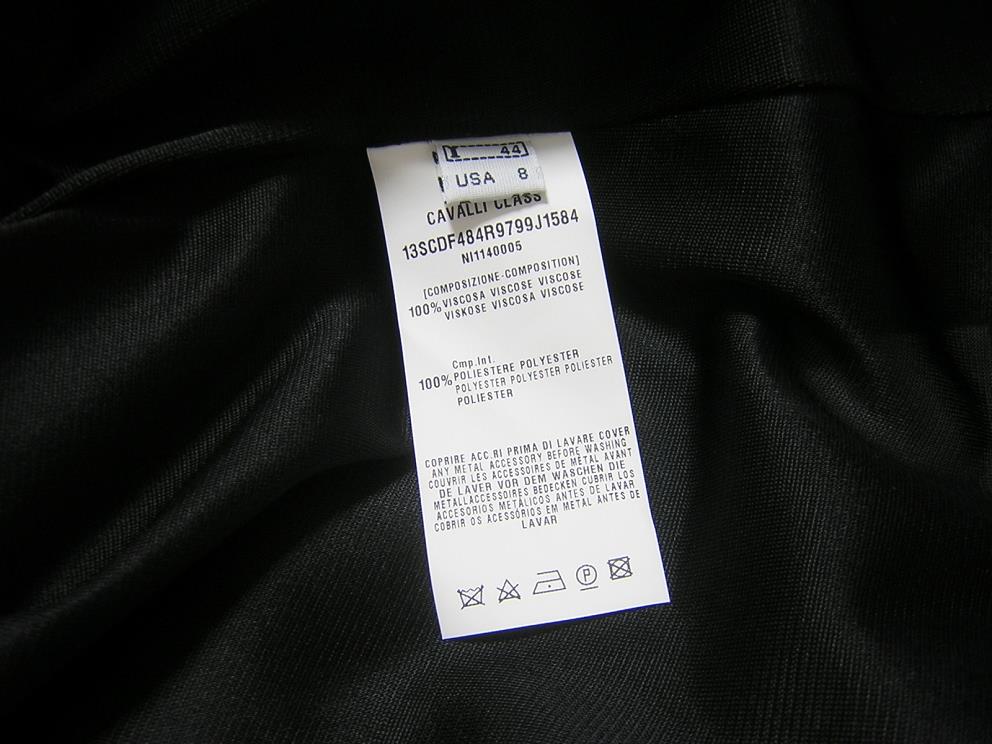 I 44
USA 8
CAVALLI CLASS
13SCDF484R9799J1584
NI1140005
[COMPOSIZIONE-COMPOSITION]
100% VISCOSA VISCOSE VISCOSE
VISKOSE VISCOSA VISCOSE
Cmp.Int.
100% POLIESTERE POLYESTER
POLYESTER POLYESTER POLIESTER
POLIESTER
COPRIRE ACC.RI PRIMA DI LAVARE COVER
ANY METAL ACCESSORY BEFORE WASHING
COUVRIR LES ACCESSOIRES DE METAL AVANT
DE LAVER VOR DEM WASCHEN DIE
METALLACCESSOIRES BEDECKEN CUBRIR LOS
ACCESORIOS METÁLICOS ANTES DE LAVAR
COBRIR OS ACESSÓRIOS EM METAL ANTES DE
LAVAR
P